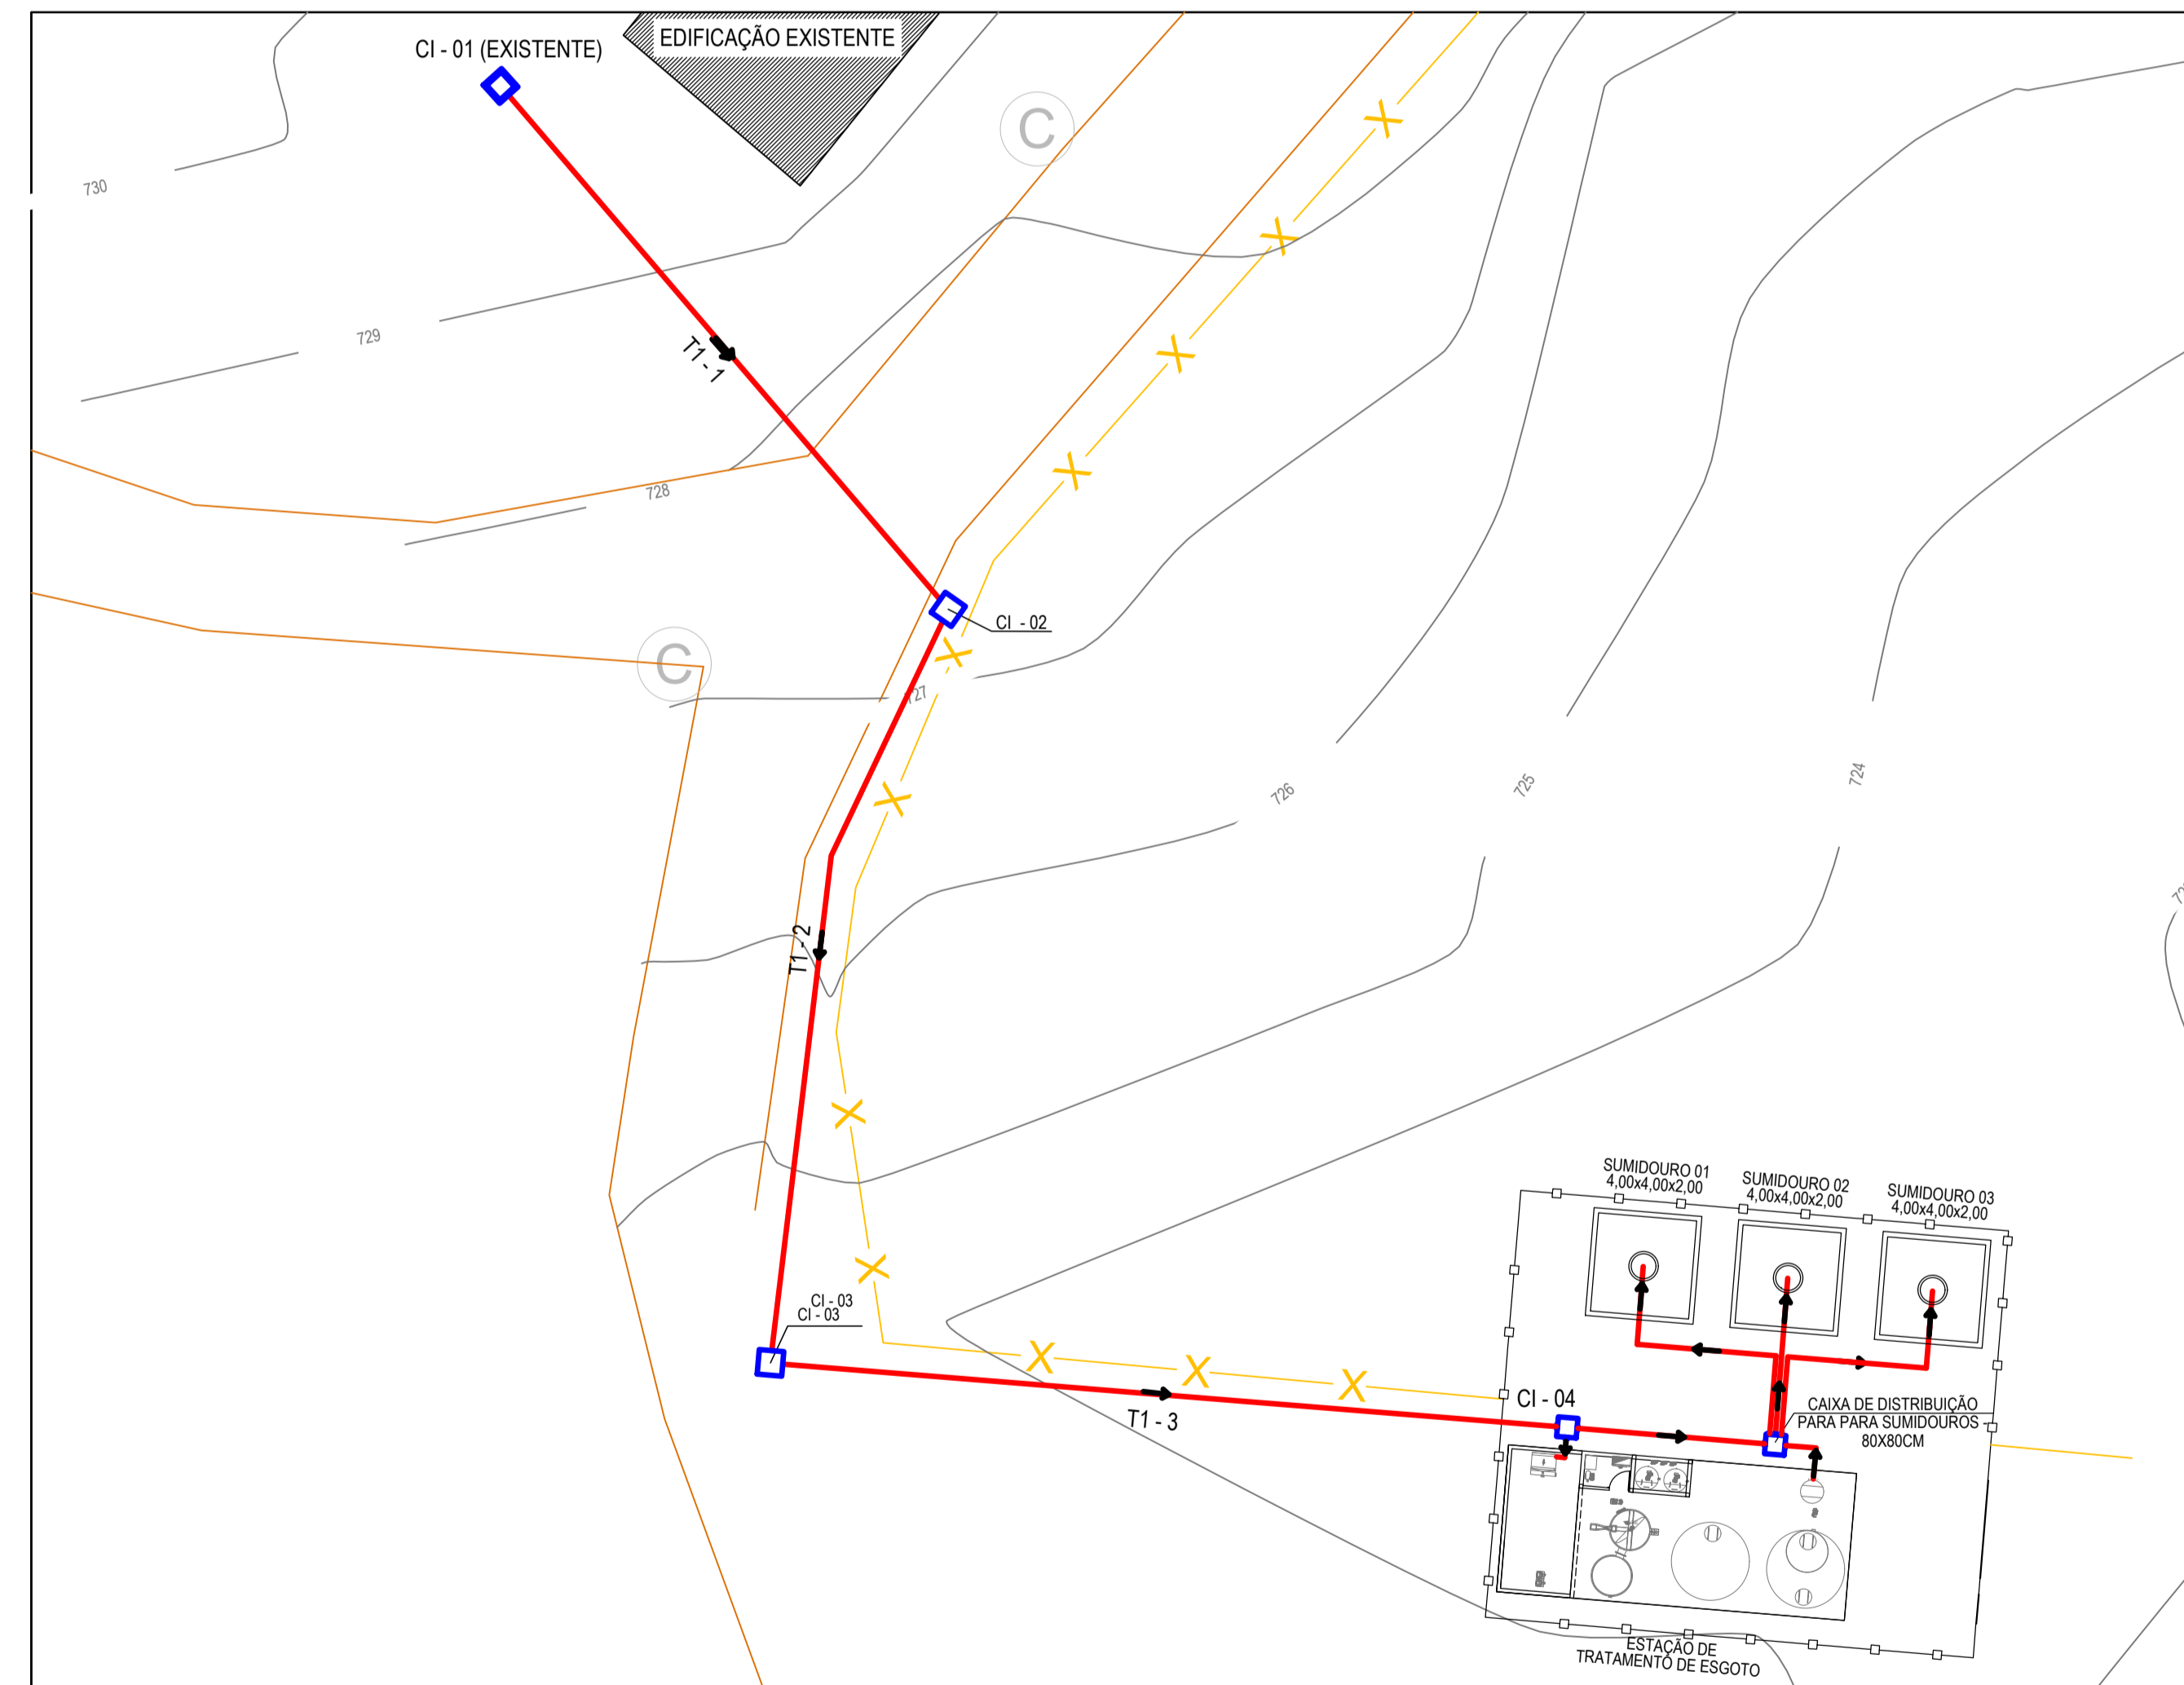 EDIFICAÇÃO EXISTENTE
CI - 01 (EXISTENTE)
C
730
729
T1 - 1
728
CI - 02
C
727
726
725
724
T1 - 2
SUMIDOURO 01
4,00x4,00x2,00
SUMIDOURO 02
4,00x4,00x2,00
SUMIDOURO 03
4,00x4,00x2,00
CI - 03
CI - 03
CI - 04
T1 - 3
CAIXA DE DISTRIBUIÇÃO
PARA PARA SUMIDOUROS -
80X80CM
ESTAÇÃO DE
TRATAMENTO DE ESGOTO